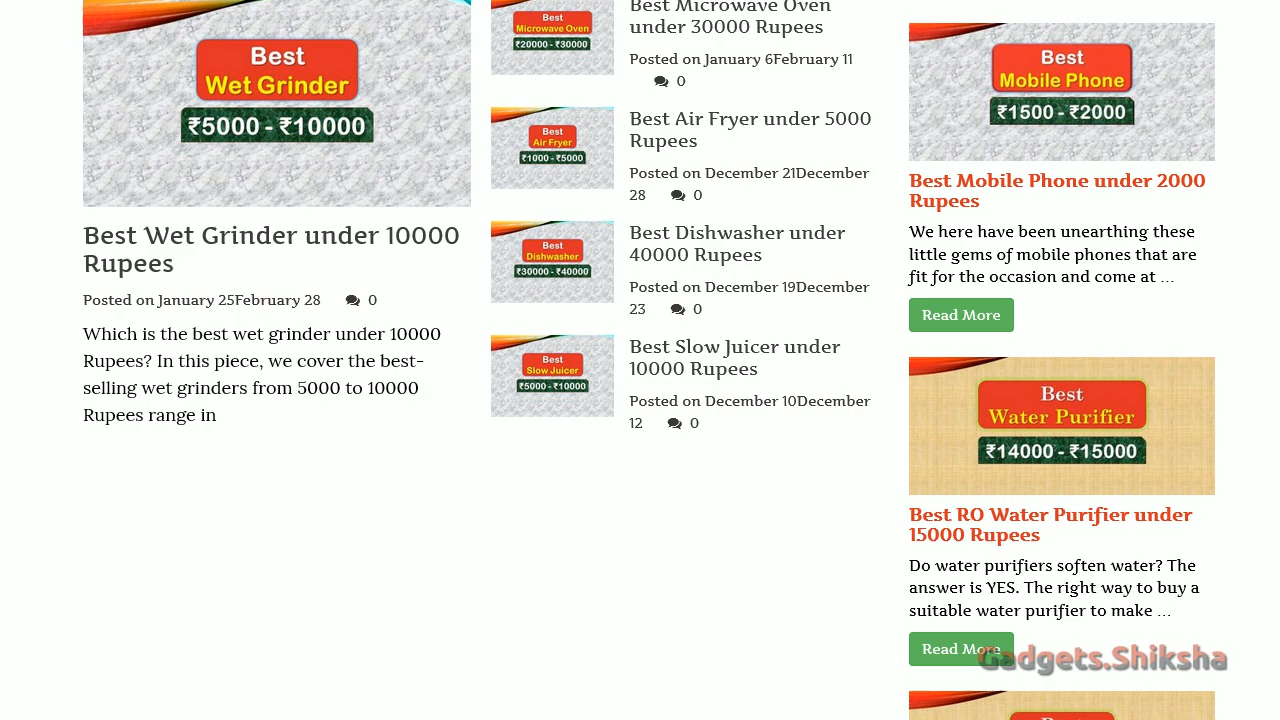 Best
Wet Grinder
₹5000 - ₹10000
Best Wet Grinder under 10000
Rupees
Posted on January 25February 28 0
Which is the best wet grinder under 10000
Rupees? In this piece, we cover the best-
selling wet grinders from 5000 to 10000
Rupees range in
Best
Microwave Oven
₹20000 - ₹30000
Best Microwave Oven
under 30000 Rupees
Posted on January 6February 11
0
Best
Air Fryer
₹1000 - ₹5000
Best Air Fryer under 5000
Rupees
Posted on December 21December
28 0
Best
Dishwasher
₹30000 - ₹40000
Best Dishwasher under
40000 Rupees
Posted on December 19December
23 0
Best
Slow Juicer
₹5000 - ₹10000
Best Slow Juicer under
10000 Rupees
Posted on December 10December
12 0
Best
Mobile Phone
₹1500 - ₹2000
Best Mobile Phone under 2000
Rupees
We here have been unearthing these
little gems of mobile phones that are
fit for the occasion and come at ...
Read More
Best
Water Purifier
₹14000 - ₹15000
Best RO Water Purifier under
15000 Rupees
Do water purifiers soften water? The
answer is YES. The right way to buy a
suitable water purifier to make ...
Read More
Gadgets.Shiksha